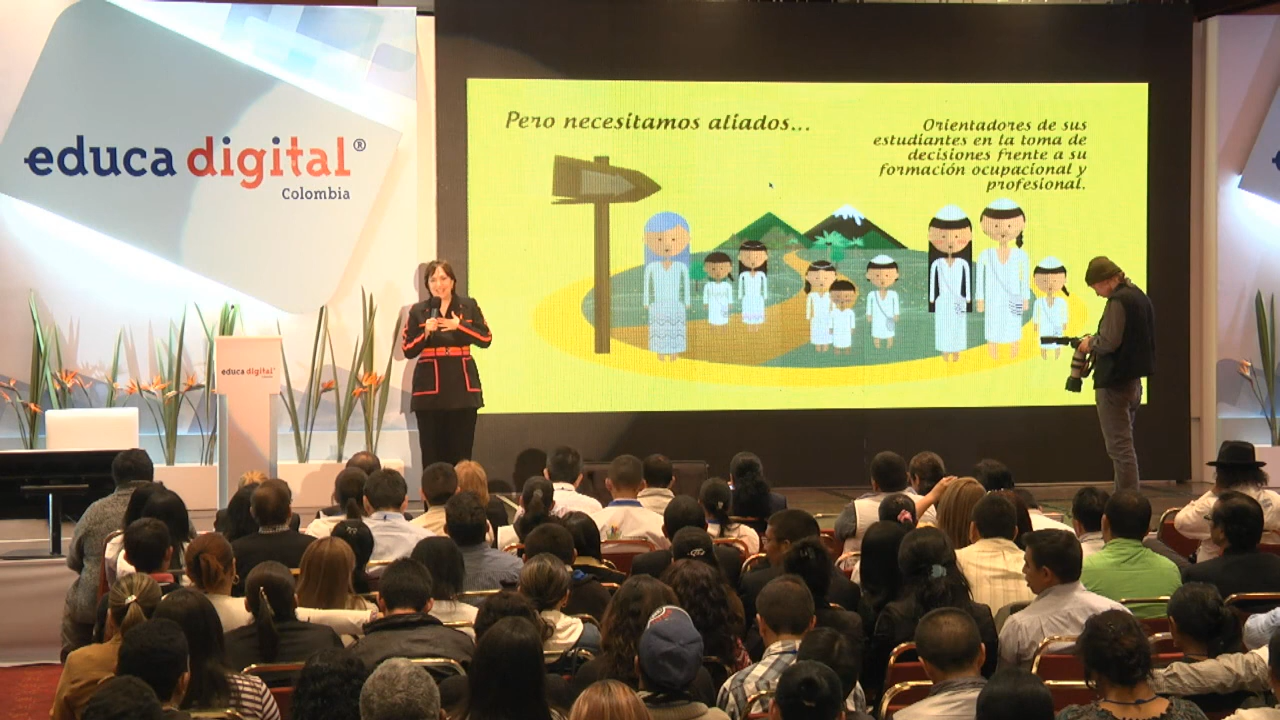 educa digital®
Colombia
educa digital
Pero necesitamos aliados...
Orientadores de sus
estudiantes en la toma de
decisiones frente a su
formación ocupacional y
profesional.